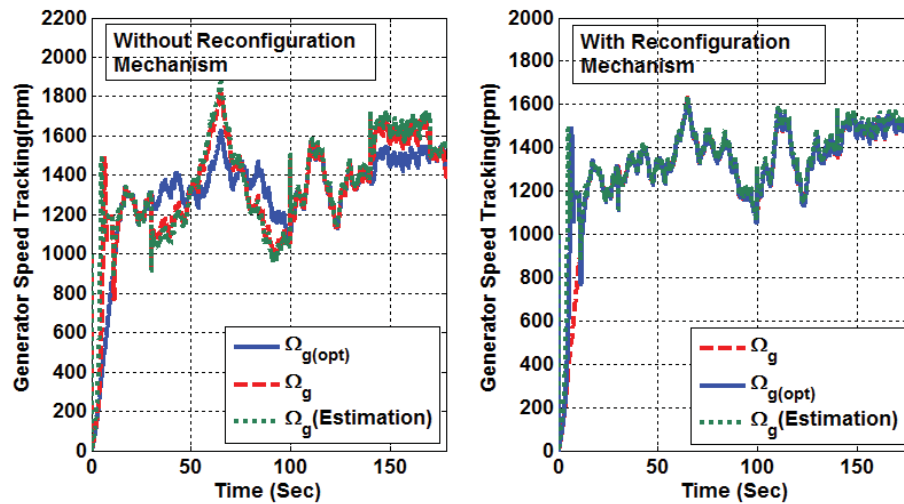 Generator Speed Tracking(rpm)
2200
2000
1800
1600
1400
1200
1000
800
600
400
200
0
Without Reconfiguration
Mechanism
Ωg(opt)
Ωg
Ωg(Estimation)
0
50
100
150
Time (Sec)
Generator Speed Tracking(rpm)
2000
1800
1600
1400
1200
1000
800
600
400
200
0
With Reconfiguration
Mechanism
Ωg
Ωg(opt)
Ωg(Estimation)
0
50
100
150
Time (Sec)